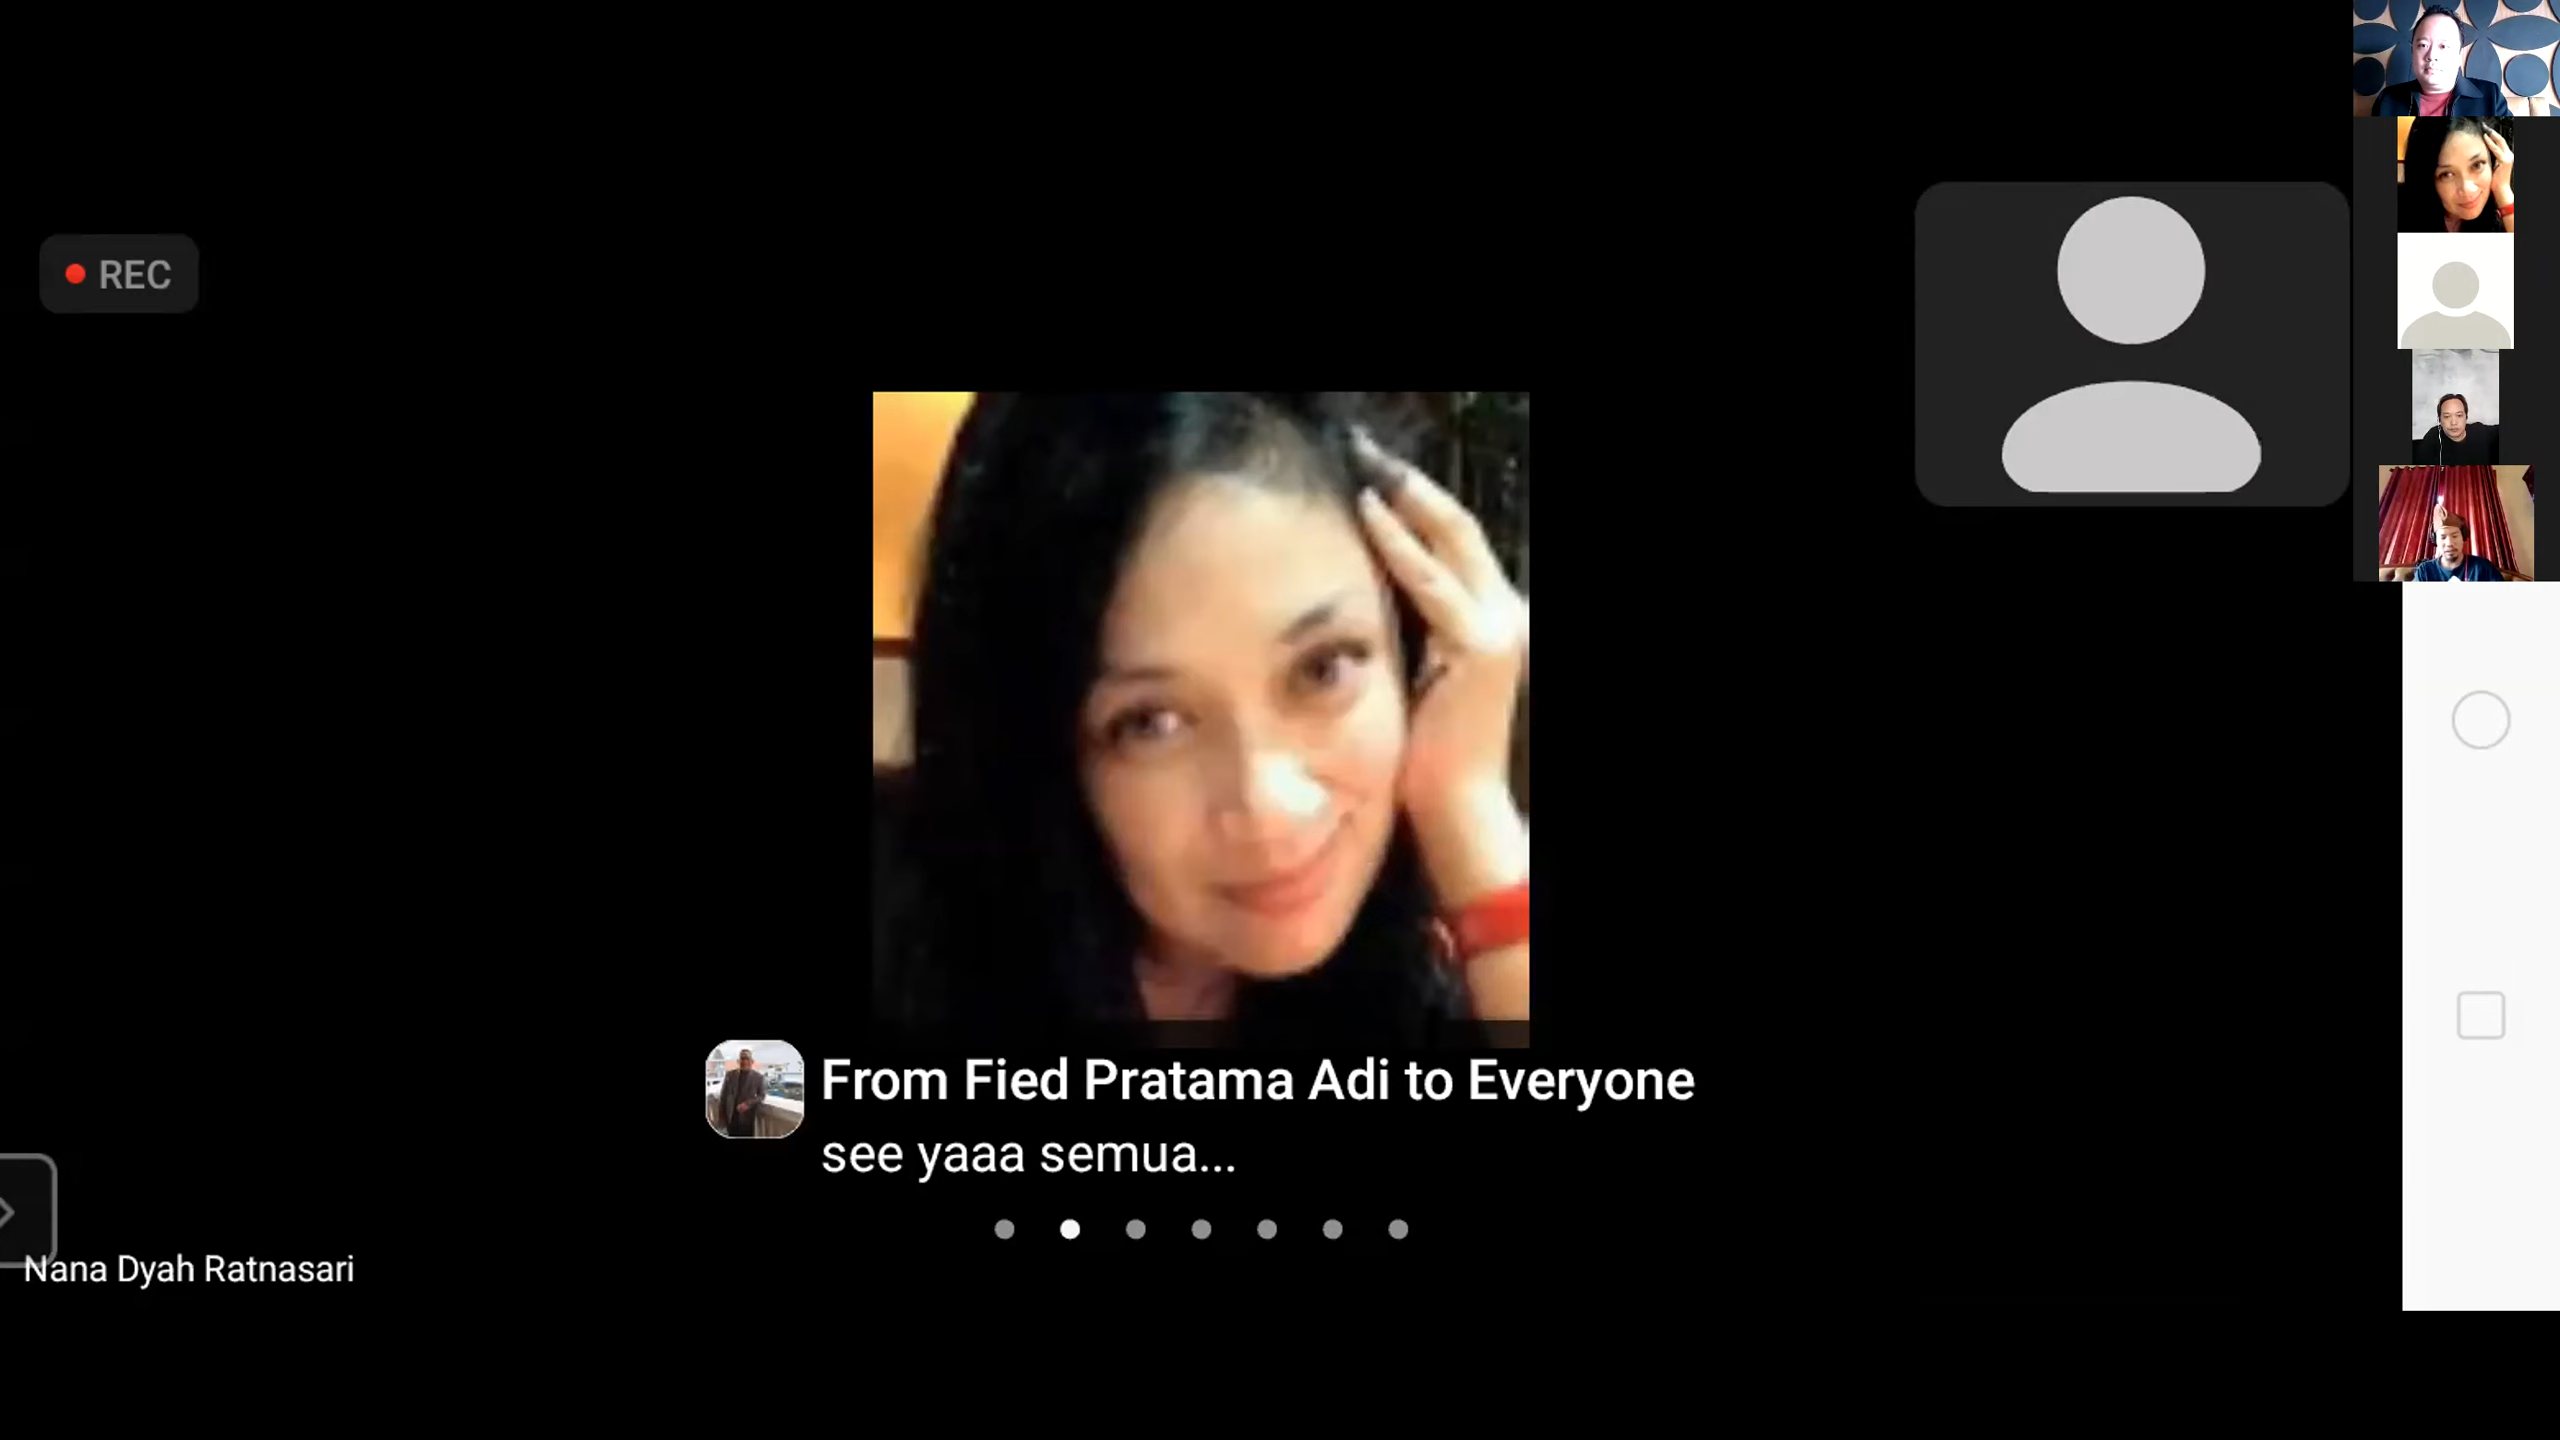 REC
From Fied Pratama Adi to Everyone
see yaaa semua...
Nana Dyah Ratnasari